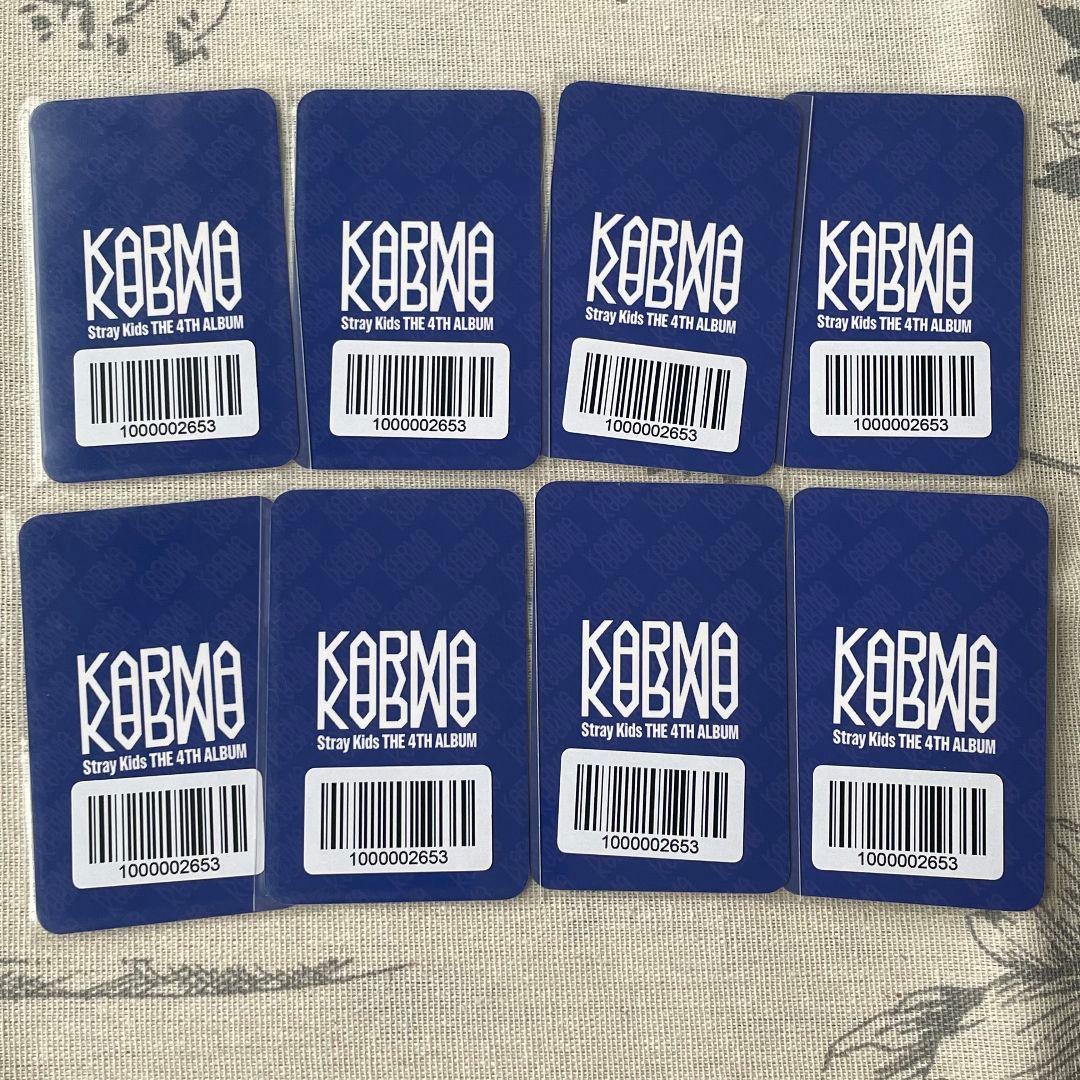 KARMA
Stray Kids THE 4TH ALBUM
1000002653
KARMA
Stray Kids THE 4TH ALBUM
1000002653
KARMA
Stray Kids THE 4TH ALBUM
1000002653
KARMA
Stray Kids THE 4TH ALBUM
1000002653
KARMA
Stray Kids THE 4TH ALBUM
1000002653
KARMA
Stray Kids THE 4TH ALBUM
1000002653
KARMA
Stray Kids THE 4TH ALBUM
1000002653
KARMA
Stray Kids THE 4TH ALBUM
1000002653